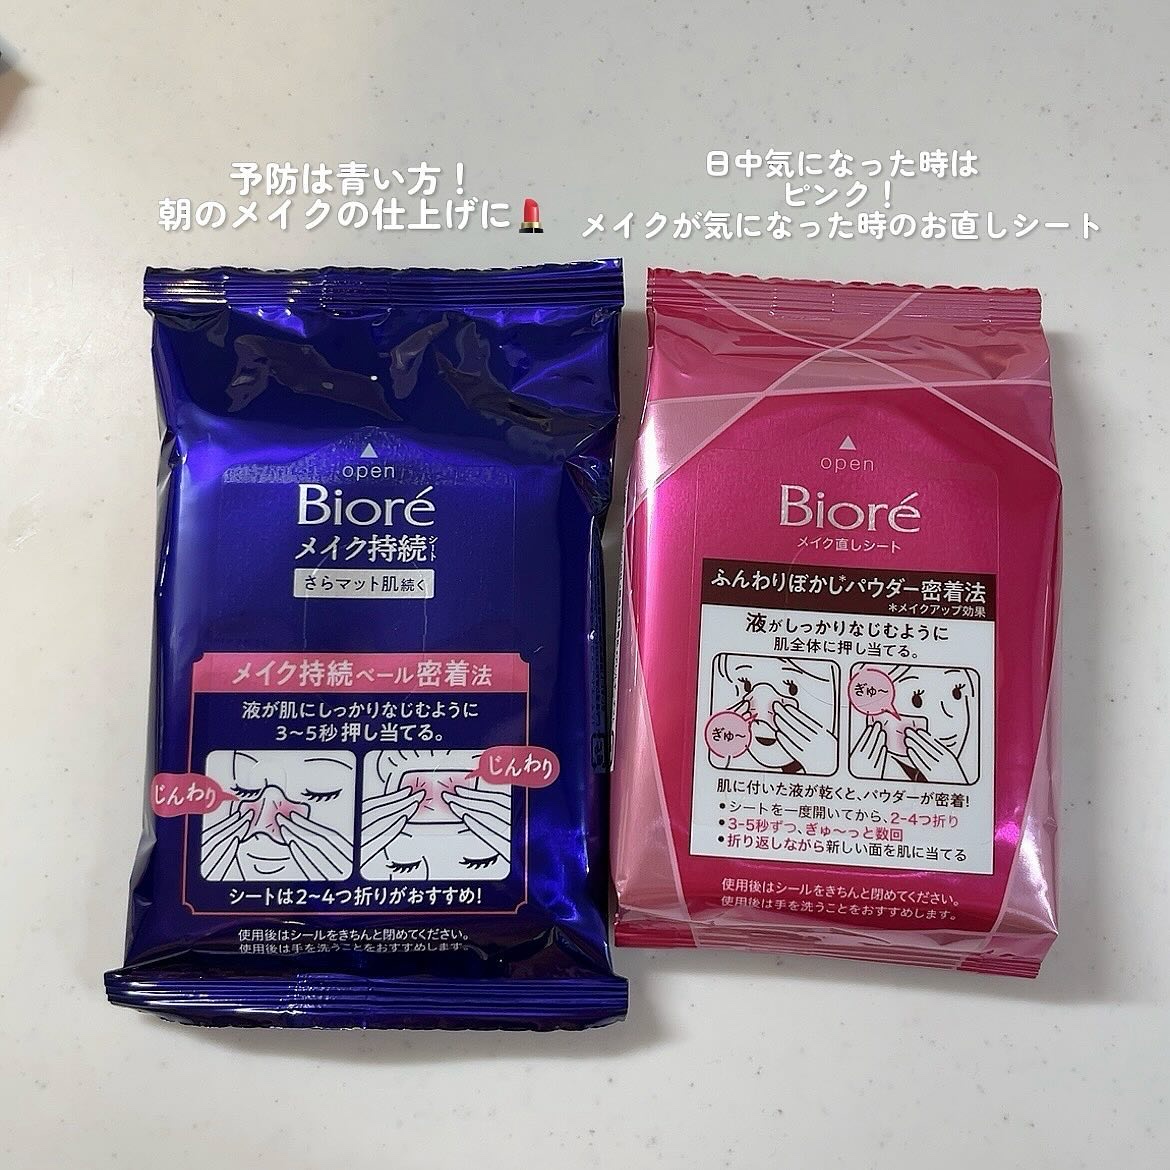 予防は青い方！
朝のメイクの仕上げに💄
日中気になった時は
ピンク！
メイクが気になった時のお直しシート
open
Bioré
メイク持続シート
さらマット肌続く
メイク持続ベール密着法
液が肌にしっかりなじむように
3～5秒押し当てる。
じんわり
じんわり
シートは2～4つ折りがおすすめ!
使用後はシールをきちんと閉めてください。
使用後は手を洗うことをおすすめします。
open
Bioré
メイク直しシート
ふんわりぼかし*パウダー密着法
*メイクアップ効果
液がしっかりなじむように
肌全体に押し当てる。
ぎゅ～
ぎゅ～
肌に付いた液が乾くと、パウダーが密着!
•シートを一度開いてから、2-4つ折り
•3-5秒ずつ、ぎゅ～っと数回
•折り返しながら新しい面を肌に当てる
使用後はシールをきちんと閉めてください。
使用後は手を洗うことをおすすめします。